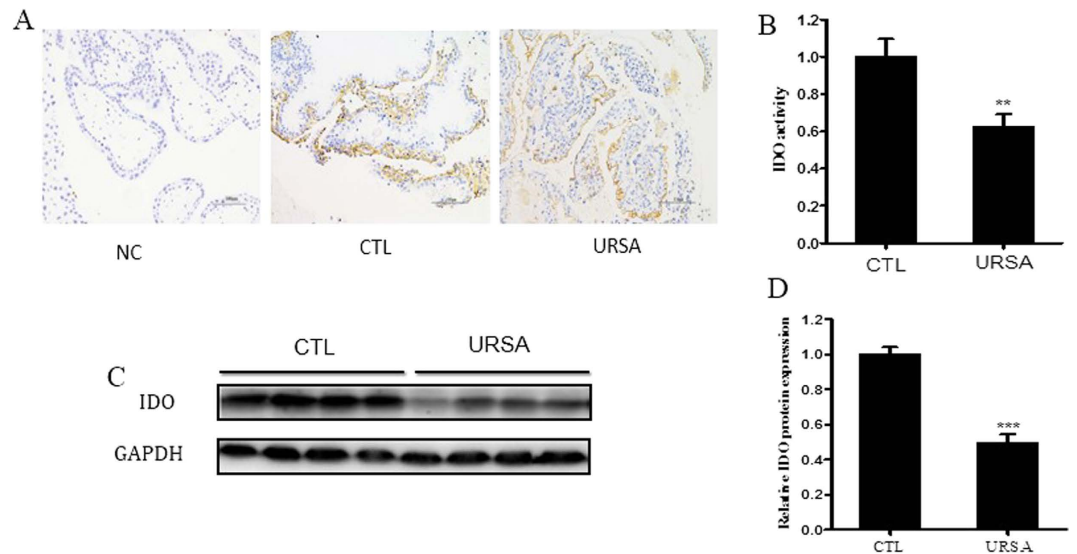 A
NC
CTL
URSA
B
IDO activity
1.2
1.0
0.8
0.6
0.4
0.2
0.0
**
CTL
URSA
C
CTL
URSA
IDO
GAPDH
D
Relative IDO protein expression
1.2
1.0
0.8
0.6
0.4
0.2
0.0
***
CTL
URSA